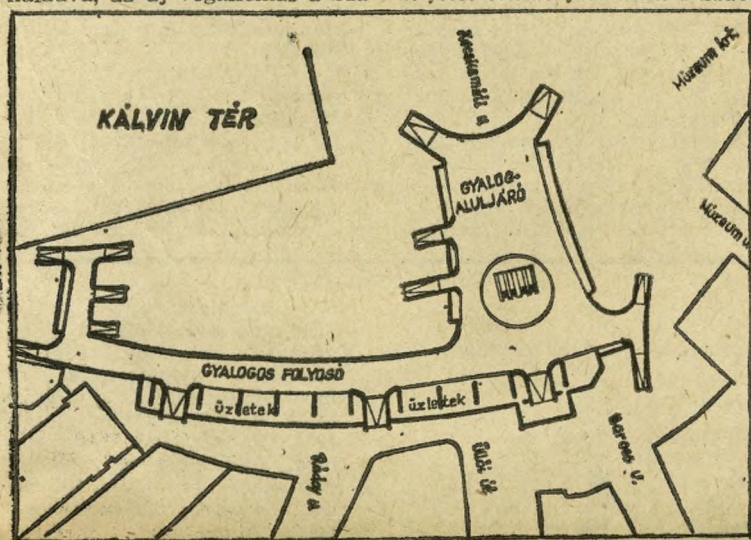 Kecskeméti u.
Múzeum krt.
KÁLVIN TÉR
GYALOG-
ALULJÁRÓ
Múzeum u.
GYALOGOS FOLYOSÓ
üzletek
üzletek
Ráday u.
Üllői út
Baross u.